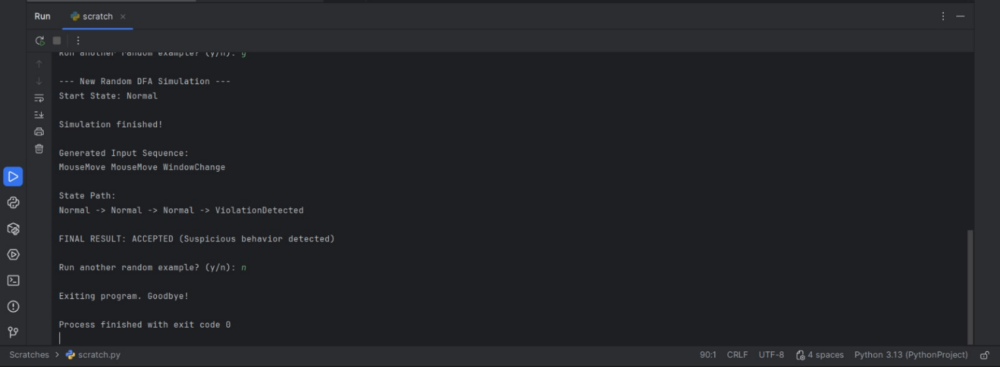 Run scratch
Run another random example? (y/n): y
--- New Random DFA Simulation ---
Start State: Normal
Simulation finished!
Generated Input Sequence:
MouseMove MouseMove WindowChange
State Path:
Normal -> Normal -> Normal -> ViolationDetected
FINAL RESULT: ACCEPTED (Suspicious behavior detected)
Run another random example? (y/n): n
Exiting program. Goodbye!
Process finished with exit code 0
Scratches > scratch.py 90:1 CRLF UTF-8 4 spaces Python 3.13 (PythonProject)